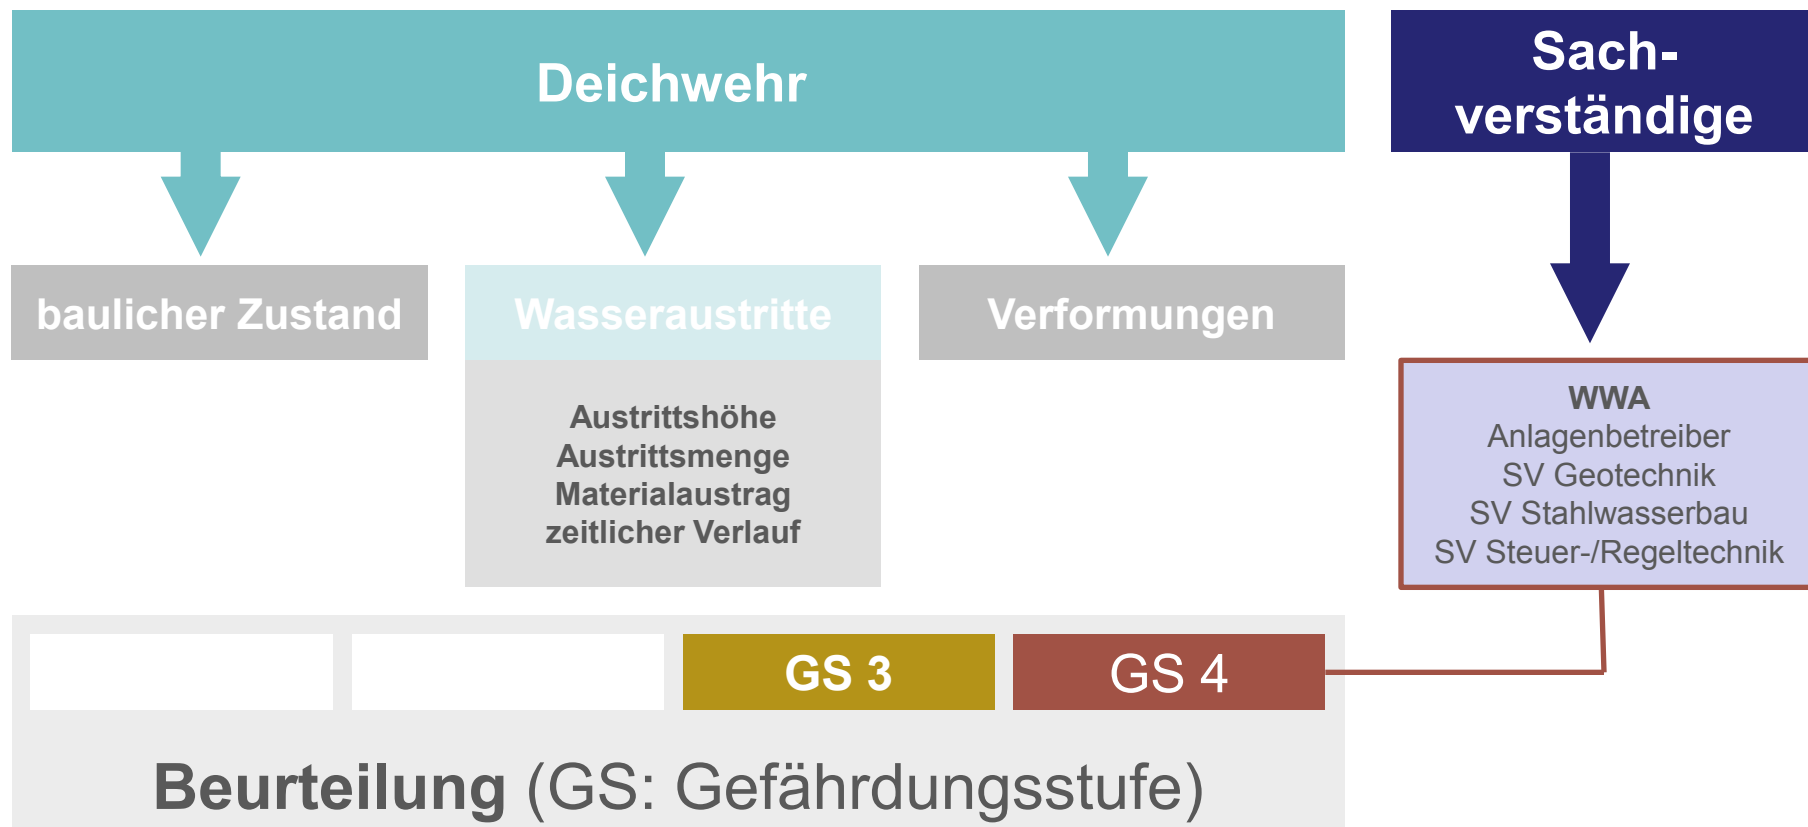 Deichwehr
Sach-
verständige
baulicher Zustand
Wasseraustritte
Verformungen
Austrittshöhe
Austrittsmenge
Materialaustrag
zeitlicher Verlauf
WWA
Anlagenbetreiber
SV Geotechnik
SV Stahlwasserbau
SV Steuer-/Regeltechnik
GS 3
GS 4
Beurteilung (GS: Gefährdungsstufe)